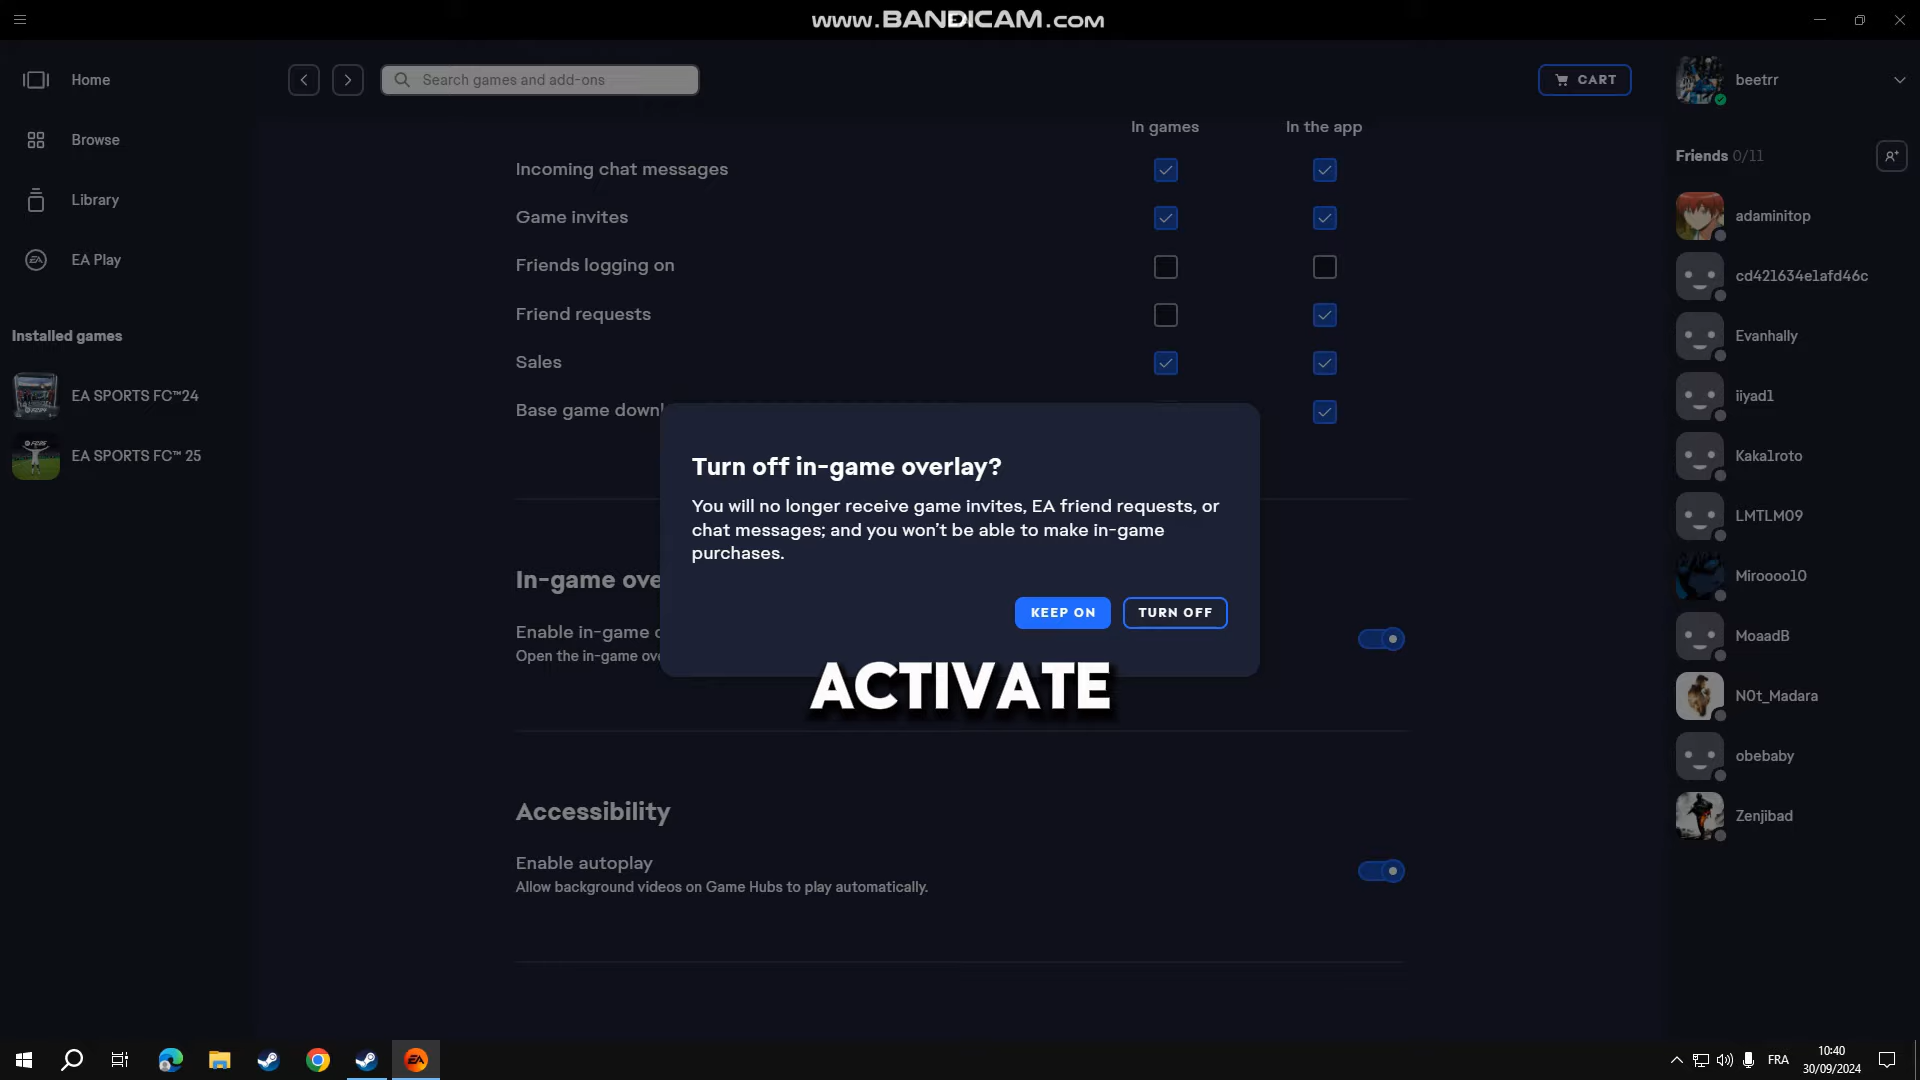 www.BANDICAM.com
Home
Browse
Library
EA Play
Installed games
EA SPORTS FC™24
EA SPORTS FC™ 25
Search games and add-ons
CART
In games
In the app
Incoming chat messages
Game invites
Friends logging on
Friend requests
Sales
Base game downl
Turn off in-game overlay?
You will no longer receive game invites, EA friend requests, or
chat messages; and you won't be able to make in-game
purchases.
KEEP ON
TURN OFF
In-game ove
Enable in-game o
Open the in-game ove
ACTIVATE
Accessibility
Enable autoplay
Allow background videos on Game Hubs to play automatically.
beetrr
Friends 0/11
adaminitop
cd421634e1afd46c
Evanhally
iiyad1
Kaka1roto
LMTLM09
Miroooo10
MoaadB
N0t_Madara
obebaby
Zenjibad
EA
FRA
10:40
30/09/2024